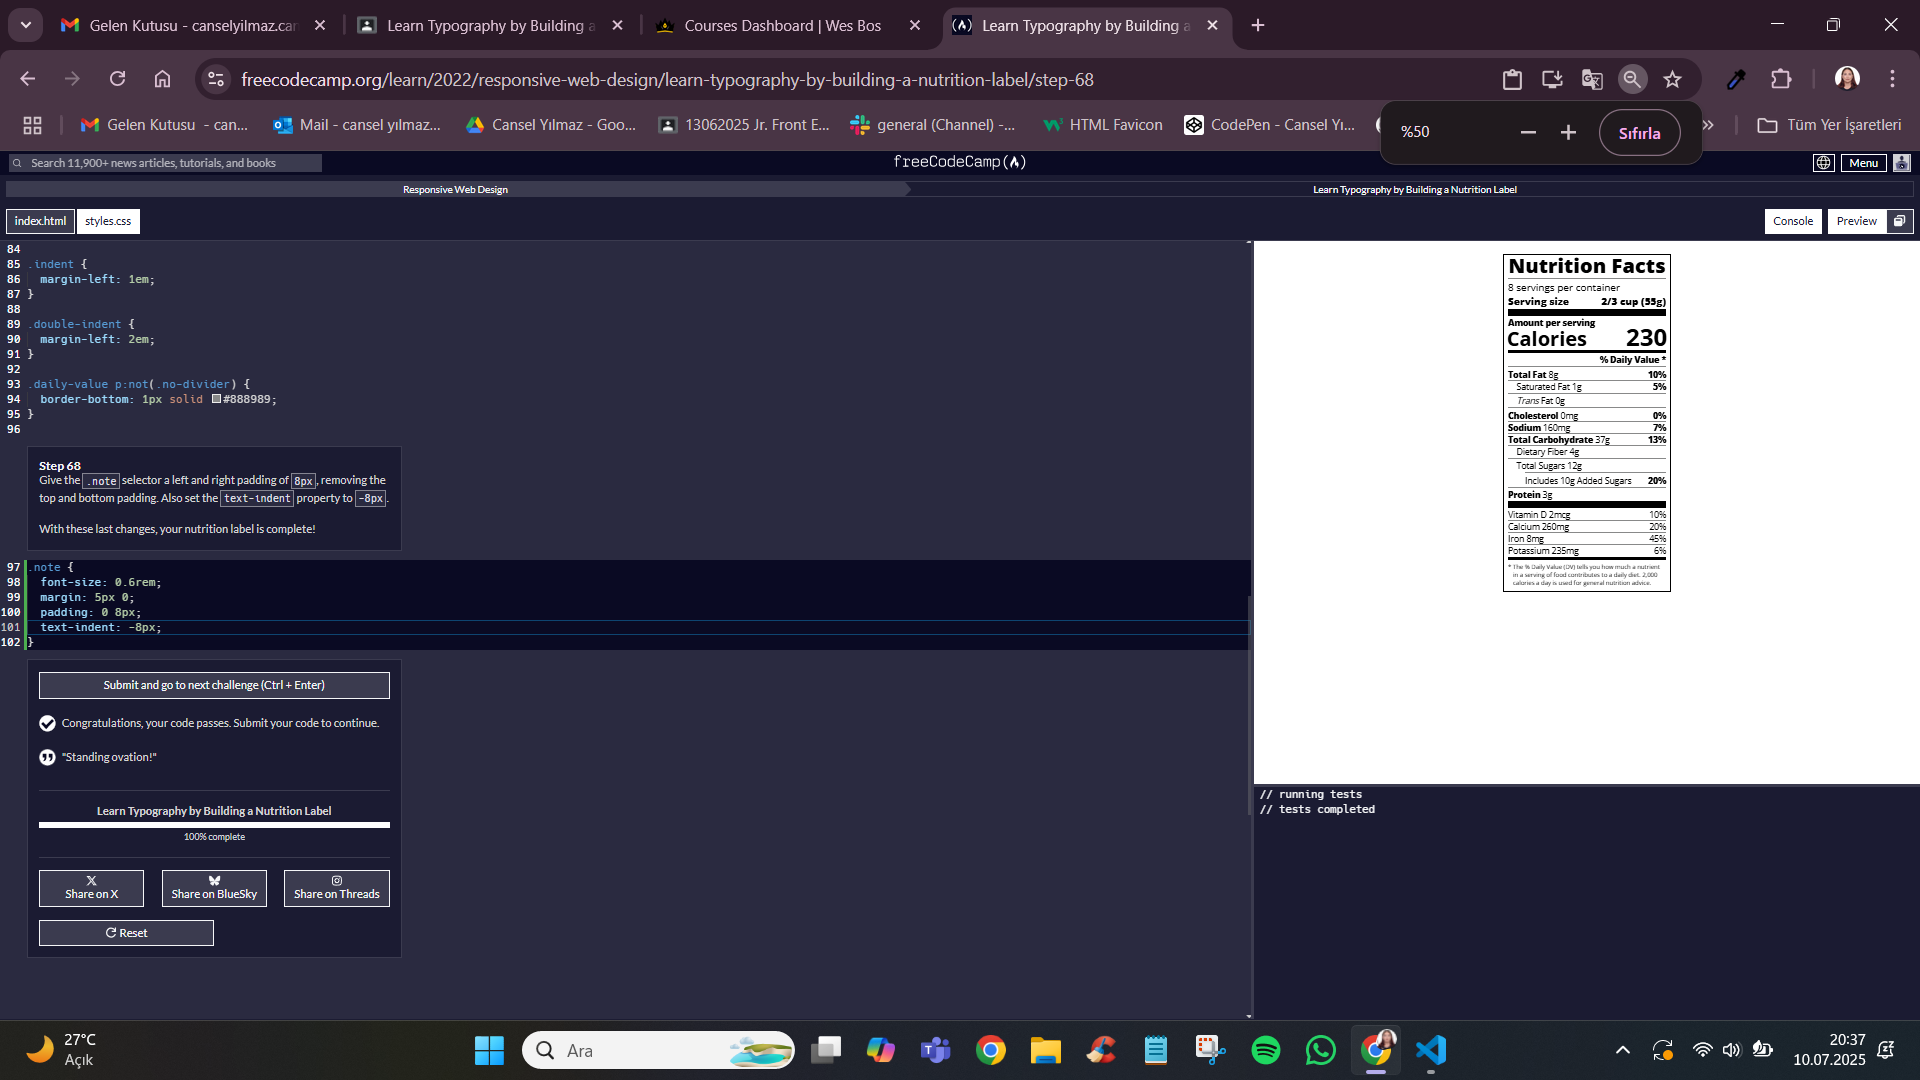 Gelen Kutusu - canselyilmaz.can
Learn Typography by Building a
Courses Dashboard | Wes Bos
Learn Typography by Building a
freecodecamp.org/learn/2022/responsive-web-design/learn-typography-by-building-a-nutrition-label/step-68
Gelen Kutusu - can...
Mail - cansel yılmaz...
Cansel Yılmaz - Goo...
13062025 Jr. Front E...
general (Channel) -...
HTML Favicon
CodePen - Cansel Yı...
Tüm Yer İşaretleri
%50
Sıfırla
Search 11,900+ news articles, tutorials, and books
freeCodeCamp
Menu
Responsive Web Design
Learn Typography by Building a Nutrition Label
index.html
styles.css
Console
Preview
84
85 .indent {
86 margin-left: 1em;
87 }
88
89 .double-indent {
90 margin-left: 2em;
91 }
92
93 .daily-value p:not(.no-divider) {
94 border-bottom: 1px solid #888989;
95 }
96
Step 68
Give the .note selector a left and right padding of 8px, removing the
top and bottom padding. Also set the text-indent property to -8px.
With these last changes, your nutrition label is complete!
97 .note {
98 font-size: 0.6rem;
99 margin: 5px 0;
100 padding: 0 8px;
101 text-indent: -8px;
102 }
Submit and go to next challenge (Ctrl + Enter)
Congratulations, your code passes. Submit your code to continue.
"Standing ovation!"
Learn Typography by Building a Nutrition Label
100% complete
Share on X
Share on BlueSky
Share on Threads
Reset
Nutrition Facts
8 servings per container
Serving size 2/3 cup (55g)
Amount per serving
Calories 230
% Daily Value *
Total Fat 8g 10%
Saturated Fat 1g 5%
Trans Fat 0g
Cholesterol 0mg 0%
Sodium 160mg 7%
Total Carbohydrate 37g 13%
Dietary Fiber 4g
Total Sugars 12g
Includes 10g Added Sugars 20%
Protein 3g
Vitamin D 2mcg 10%
Calcium 260mg 20%
Iron 8mg 45%
Potassium 235mg 6%
* The % Daily Value (DV) tells you how much a nutrient
in a serving of food contributes to a daily diet. 2,000
calories a day is used for general nutrition advice.
// running tests
// tests completed
27°C
Açık
Ara
20:37
10.07.2025